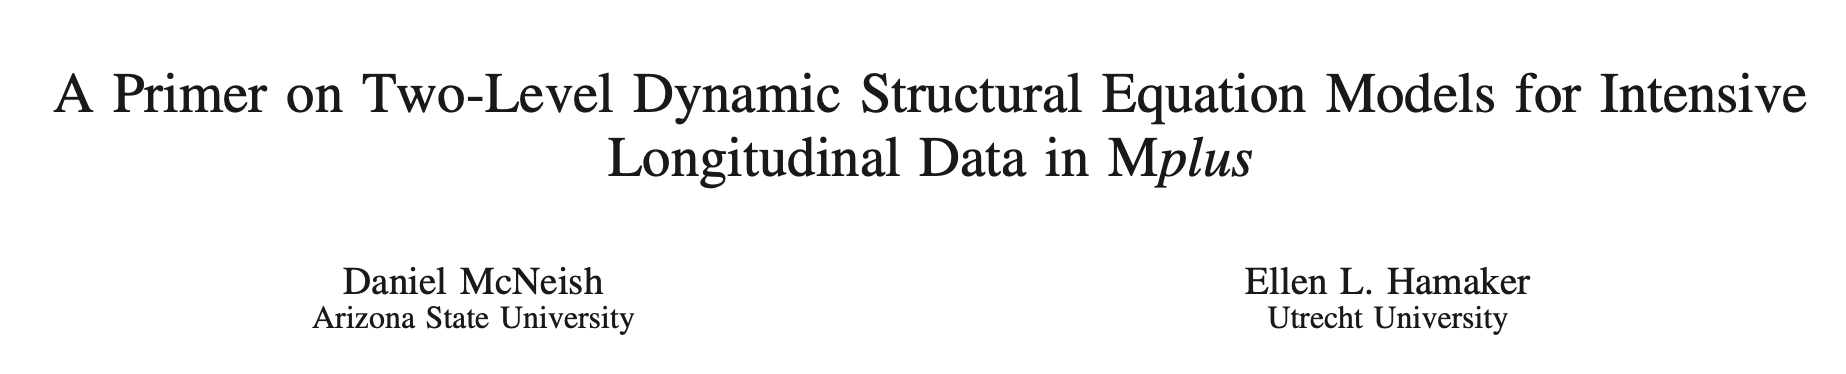 A Primer on Two-Level Dynamic Structural Equation Models for Intensive
Longitudinal Data in Mplus
Daniel McNeish
Arizona State University
Ellen L. Hamaker
Utrecht University